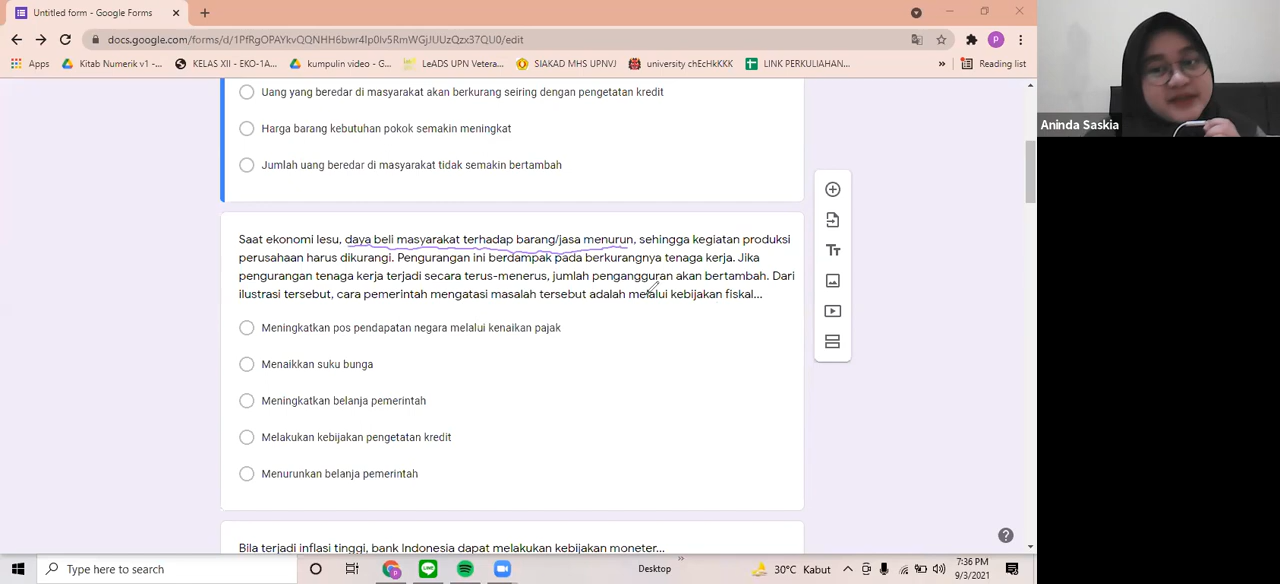 Untitled form - Google Forms
docs.google.com/forms/d/1PfRgOPAYkvQQNHH6bwr4Ip0lv5RmWGjJUUzQzx37QU0/edit
P
Apps
Kitab Numerik v1 -...
KELAS XII - EKO-1A...
kumpulin video - G...
LeADS UPN Vetera...
SIAKAD MHS UPNVJ
university chEcHkKKK
LINK PERKULIAHAN...
»
Reading list
Aninda Saskia
Uang yang beredar di masyarakat akan berkurang seiring dengan pengetatan kredit
Harga barang kebutuhan pokok semakin meningkat
Jumlah uang beredar di masyarakat tidak semakin bertambah
Saat ekonomi lesu, daya beli masyarakat terhadap barang/jasa menurun, sehingga kegiatan produksi
perusahaan harus dikurangi. Pengurangan ini berdampak pada berkurangnya tenaga kerja. Jika
pengurangan tenaga kerja terjadi secara terus-menerus, jumlah pengangguran akan bertambah. Dari
ilustrasi tersebut, cara pemerintah mengatasi masalah tersebut adalah melalui kebijakan fiskal...
Meningkatkan pos pendapatan negara melalui kenaikan pajak
Menaikkan suku bunga
Meningkatkan belanja pemerintah
Melakukan kebijakan pengetatan kredit
Menurunkan belanja pemerintah
Tт
Bila terjadi inflasi tinggi, bank Indonesia dapat melakukan kebijakan moneter...
Type here to search
Desktop
»
30°C Kabut
7:36 PM
9/3/2021